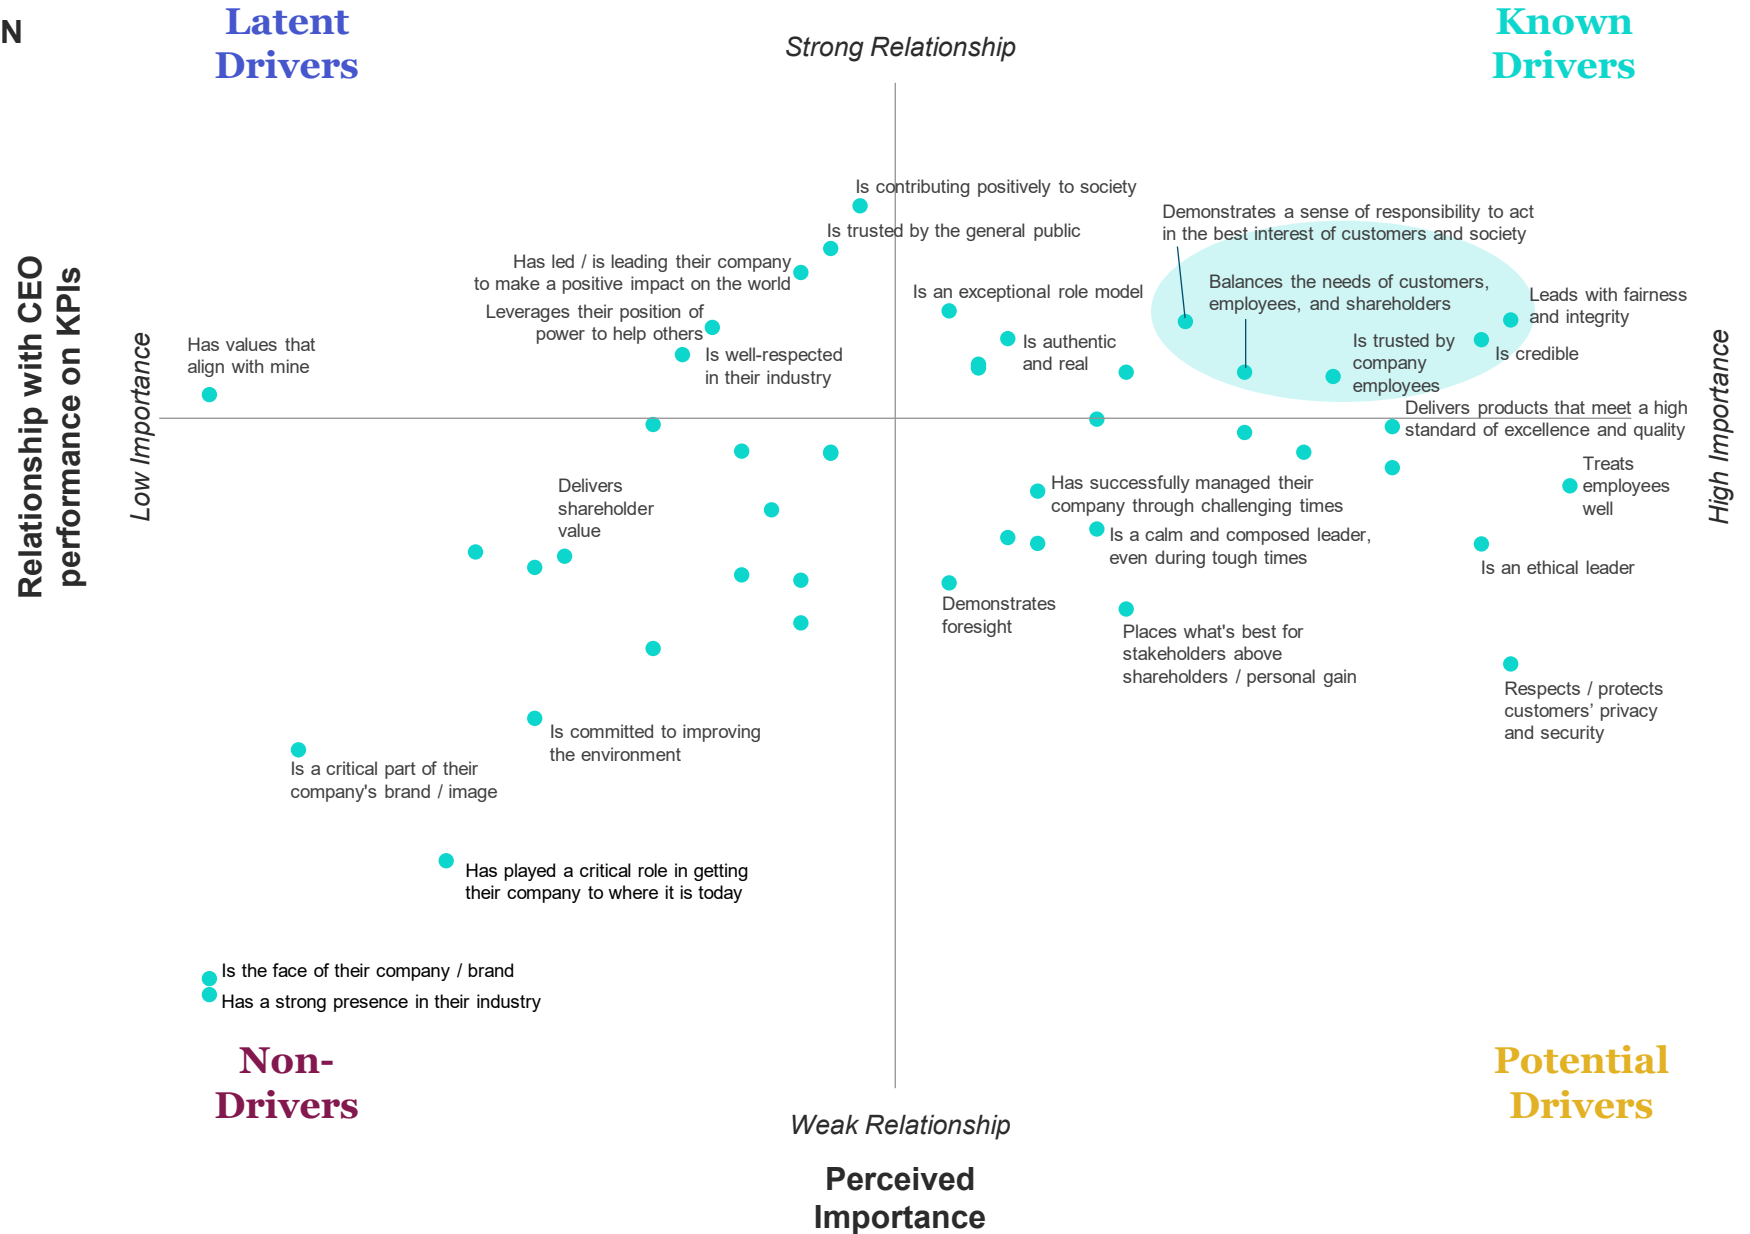 N
Latent
Drivers
Strong Relationship
Known
Drivers
Is contributing positively to society
Demonstrates a sense of responsibility to act
in the best interest of customers and society
Is trusted by the general public
Has led / is leading their company
to make a positive impact on the world
Balances the needs of customers,
employees, and shareholders
Is an exceptional role model
Leads with fairness
and integrity
Leverages their position of
power to help others
Has values that
align with mine
Is well-respected
in their industry
Is authentic
and real
Is trusted by
company
employees
Is credible
Relationship with CEO
performance on KPIs
Low Importance
High Importance
Delivers products that meet a high
standard of excellence and quality
Treats
employees
well
Delivers
shareholder
value
Has successfully managed their
company through challenging times
Is a calm and composed leader,
even during tough times
Is an ethical leader
Demonstrates
foresight
Places what's best for
stakeholders above
shareholders / personal gain
Respects / protects
customers’ privacy
and security
Is committed to improving
the environment
Is a critical part of their
company's brand / image
Has played a critical role in getting
their company to where it is today
Is the face of their company / brand
Has a strong presence in their industry
Non-
Drivers
Potential
Drivers
Weak Relationship
Perceived
Importance